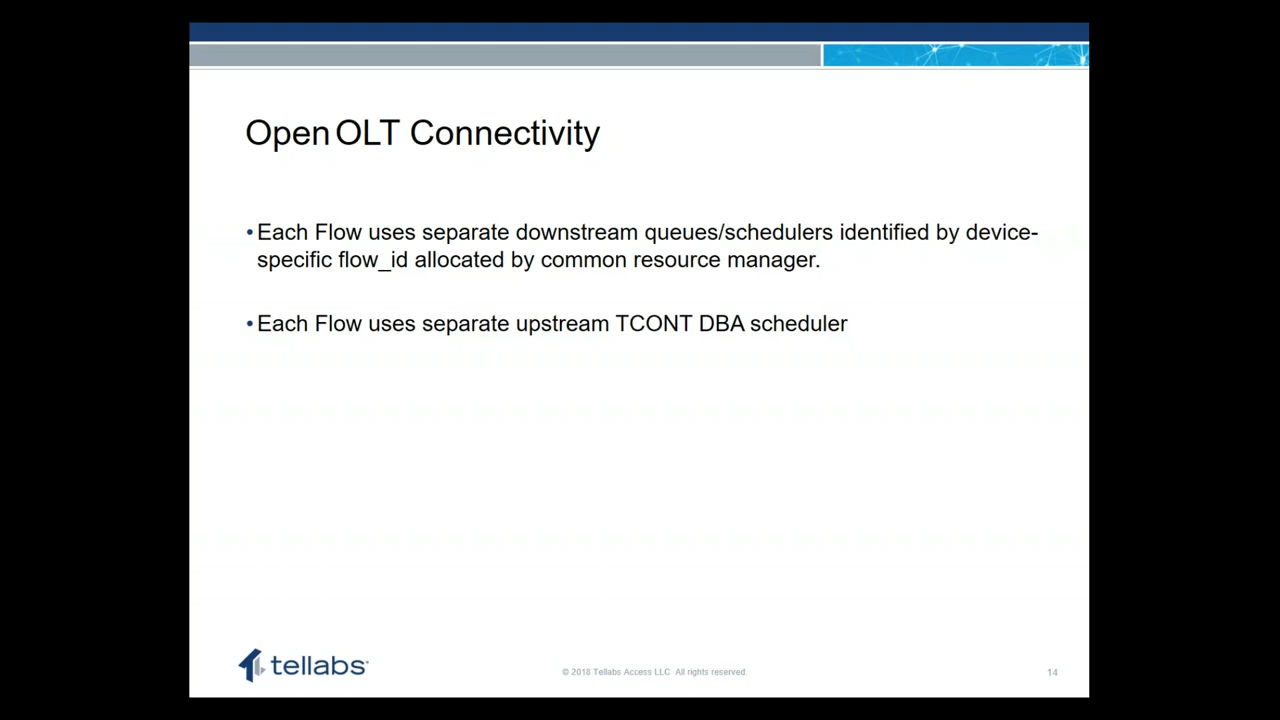 Open OLT Connectivity
•Each Flow uses separate downstream queues/schedulers identified by device-
specific flow_id allocated by common resource manager.
•Each Flow uses separate upstream TCONT DBA scheduler
tellabs®
© 2018 Tellabs Access LLC All rights reserved.
14